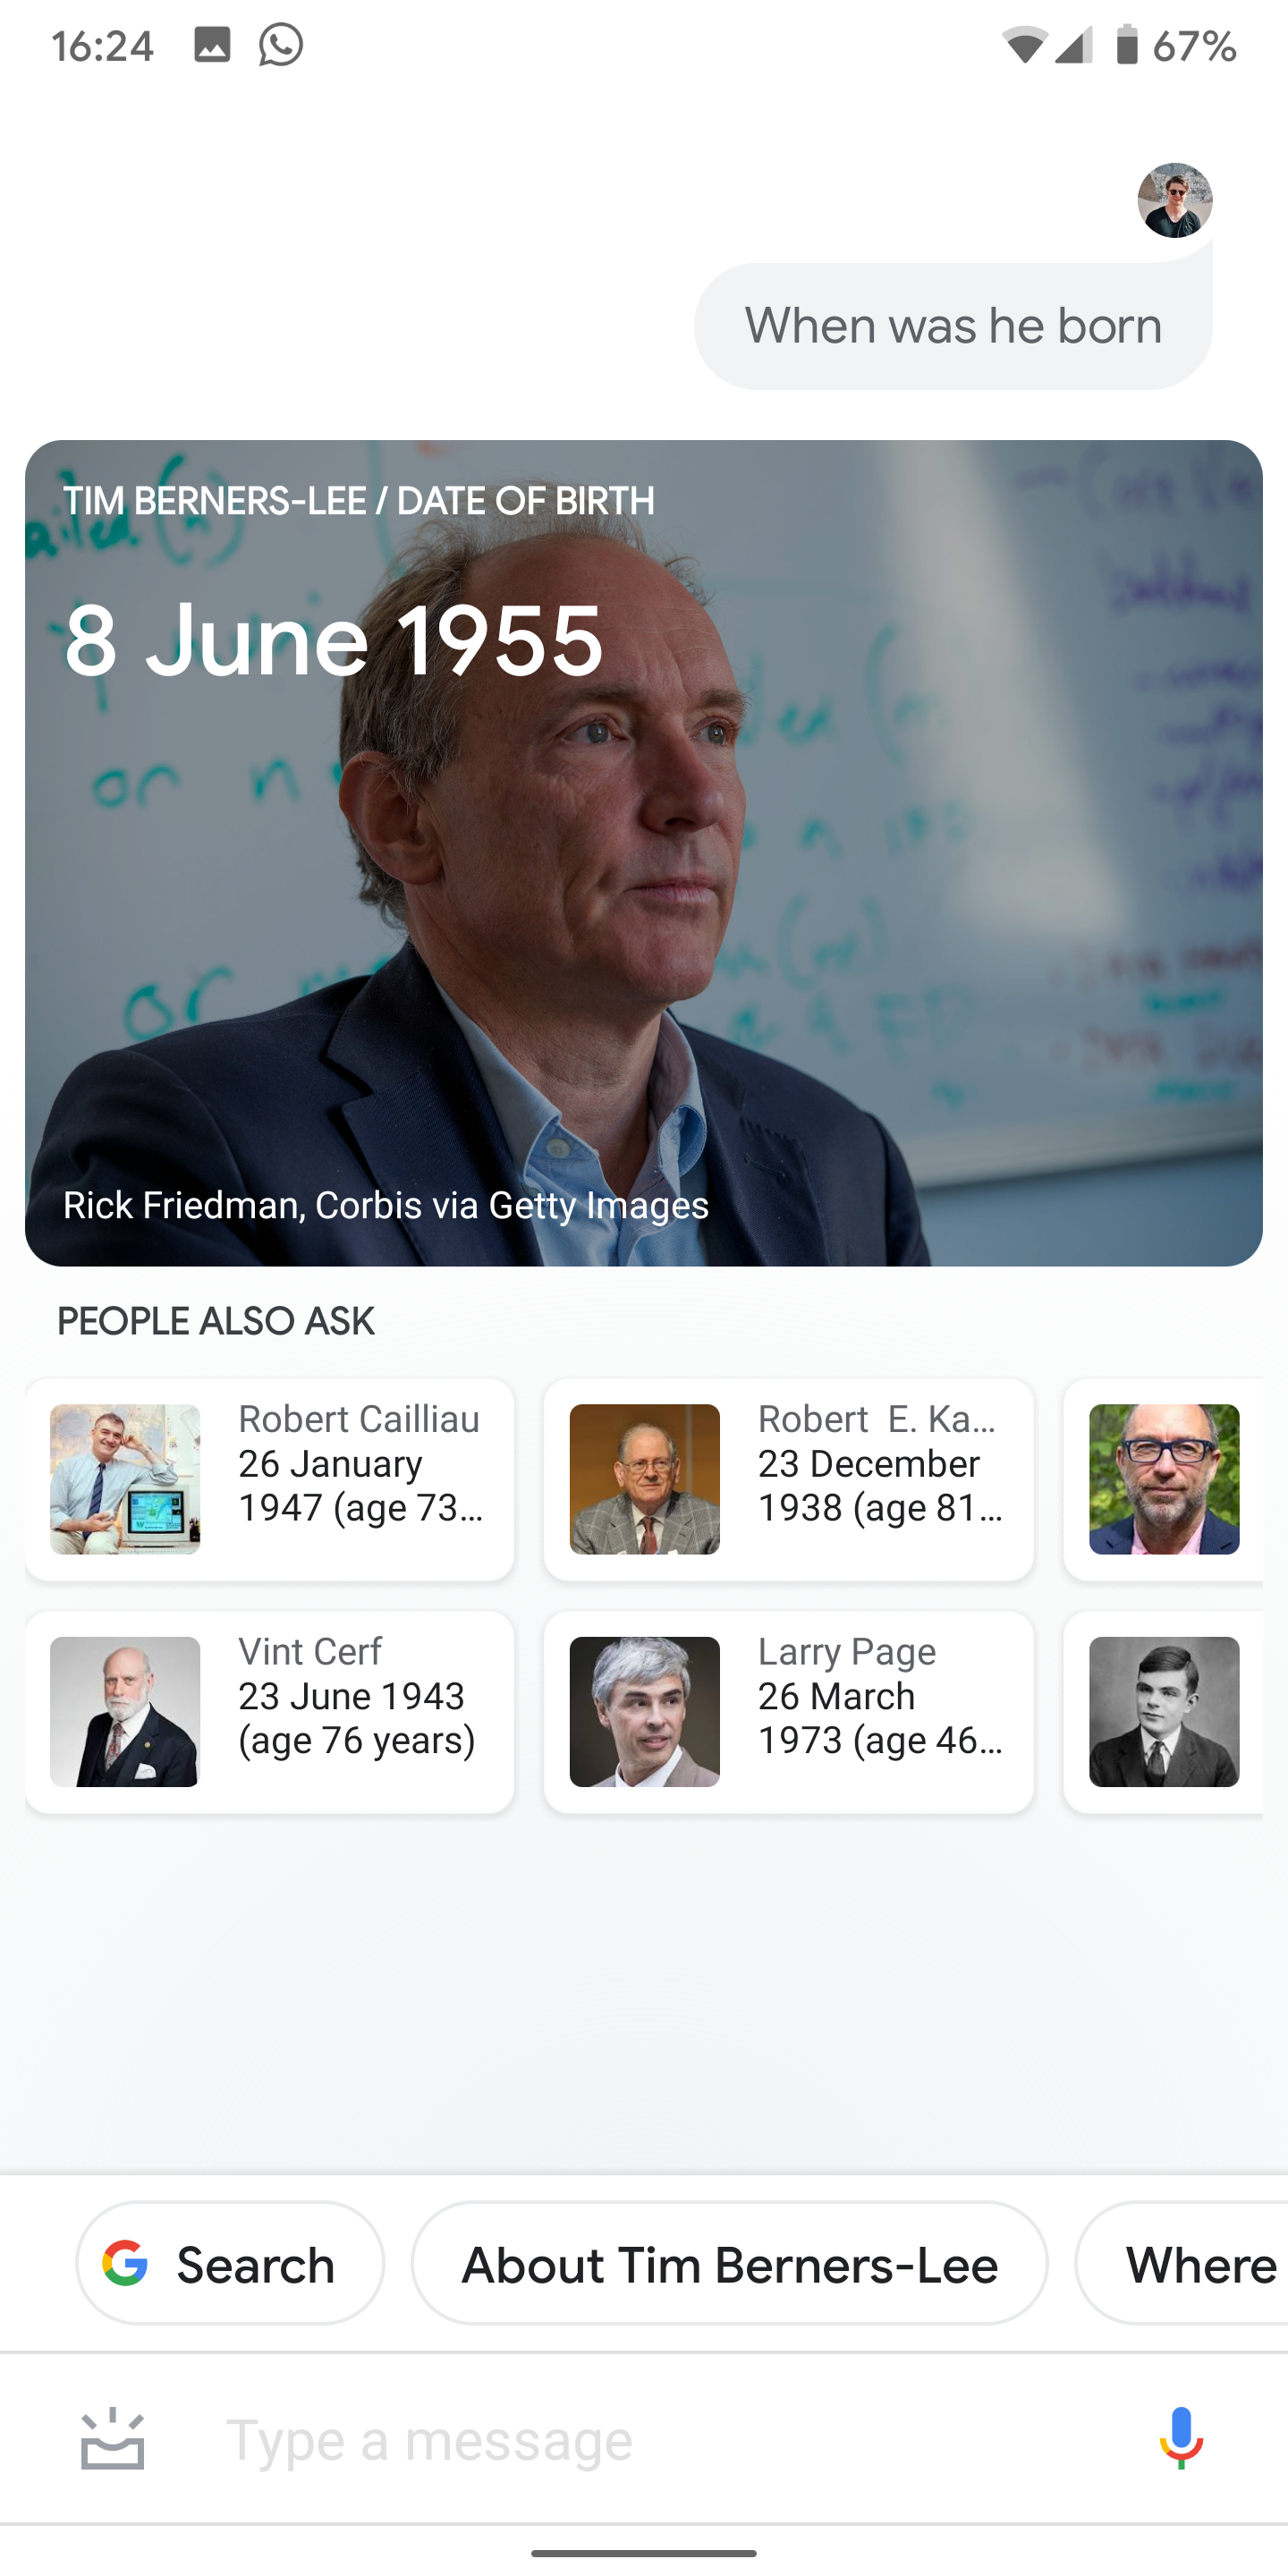 16:24
67%
When was he born
TIM BERNERS-LEE / DATE OF BIRTH
8 June 1955
ailed (n)
or n
or
Rick Friedman, Corbis via Getty Images
PEOPLE ALSO ASK
Robert Cailliau
26 January
1947 (age 73...
Robert E. Ka...
23 December
1938 (age 81...
Vint Cerf
23 June 1943
(age 76 years)
Larry Page
26 March
1973 (age 46...
Search
About Tim Berners-Lee
Where
Type a message